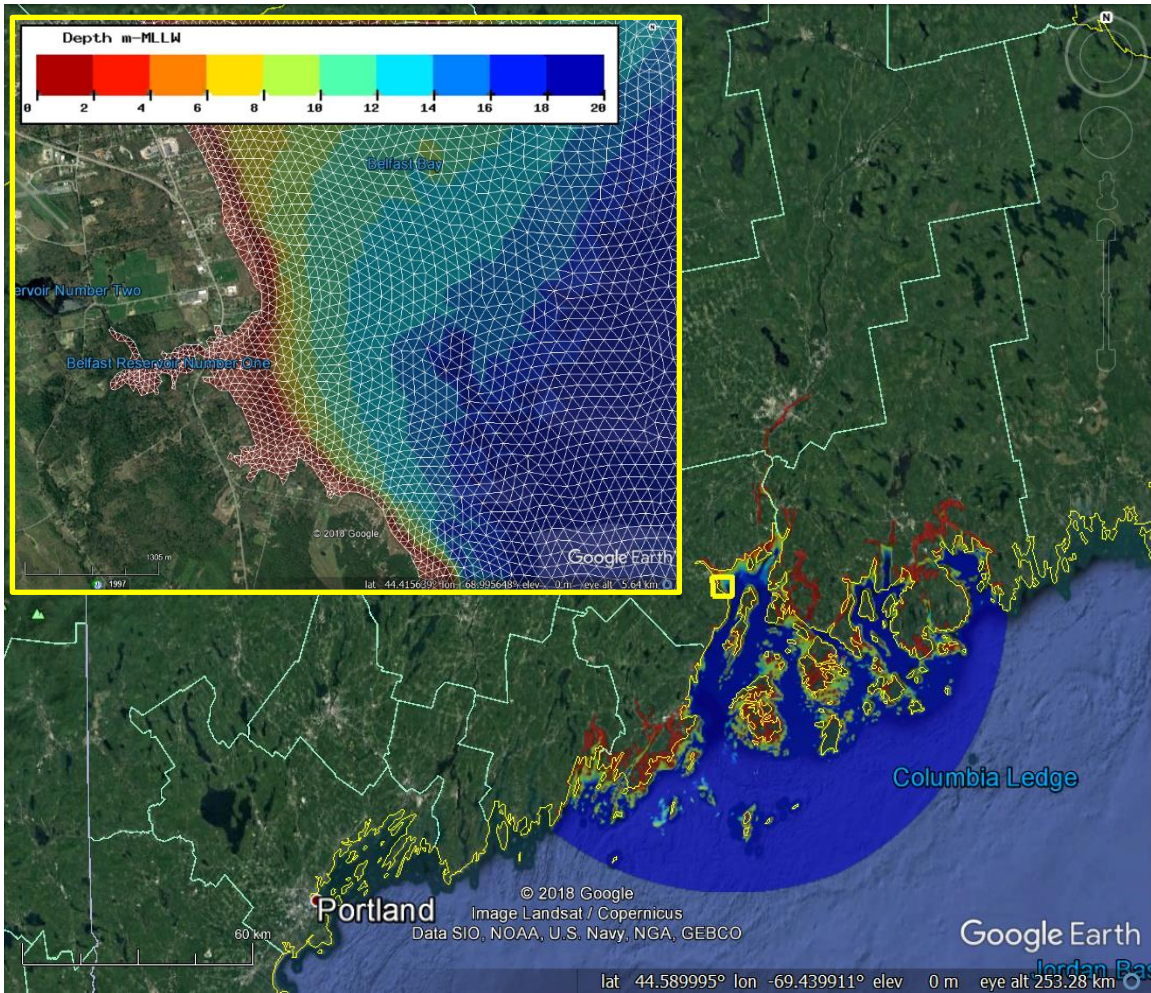 Depth m-MLLW
0 2 4 6 8 10 12 14 16 18 20
N
Belfast Bay
ervoir Number Two
Belfast Reservoir Number One
© 2018 Google
Google Earth
1305 m
1997
lat 44.415639° lon -68.995648° elev 0 m eye alt 5.64 km
Columbia Ledge
Portland
60 km
© 2018 Google
Image Landsat / Copernicus
Data SIO, NOAA, U.S. Navy, NGA, GEBCO
Google Earth
Jordan Bas
lat 44.589995° lon -69.439911° elev 0 m eye alt 253.28 km